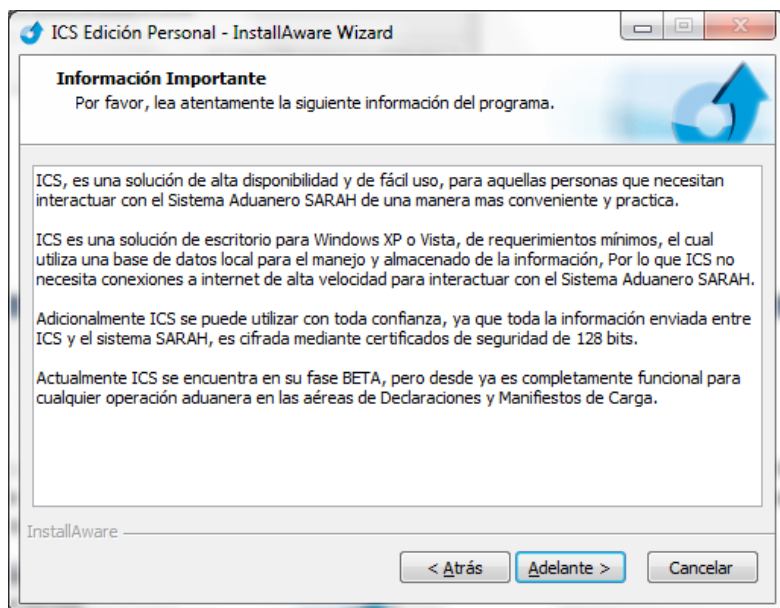 ICS Edición Personal - InstallAware Wizard
Información Importante
Por favor, lea atentamente la siguiente información del programa.
ICS, es una solución de alta disponibilidad y de fácil uso, para aquellas personas que necesitan
interactuar con el Sistema Aduanero SARAH de una manera mas conveniente y practica.
ICS es una solución de escritorio para Windows XP o Vista, de requerimientos mínimos, el cual
utiliza una base de datos local para el manejo y almacenado de la información, Por lo que ICS no
necesita conexiones a internet de alta velocidad para interactuar con el Sistema Aduanero SARAH.
Adicionalmente ICS se puede utilizar con toda confianza, ya que toda la información enviada entre
ICS y el sistema SARAH, es cifrada mediante certificados de seguridad de 128 bits.
Actualmente ICS se encuentra en su fase BETA, pero desde ya es completamente funcional para
cualquier operación aduanera en las aéreas de Declaraciones y Manifiestos de Carga.
InstallAware
< Atrás Adelante > Cancelar